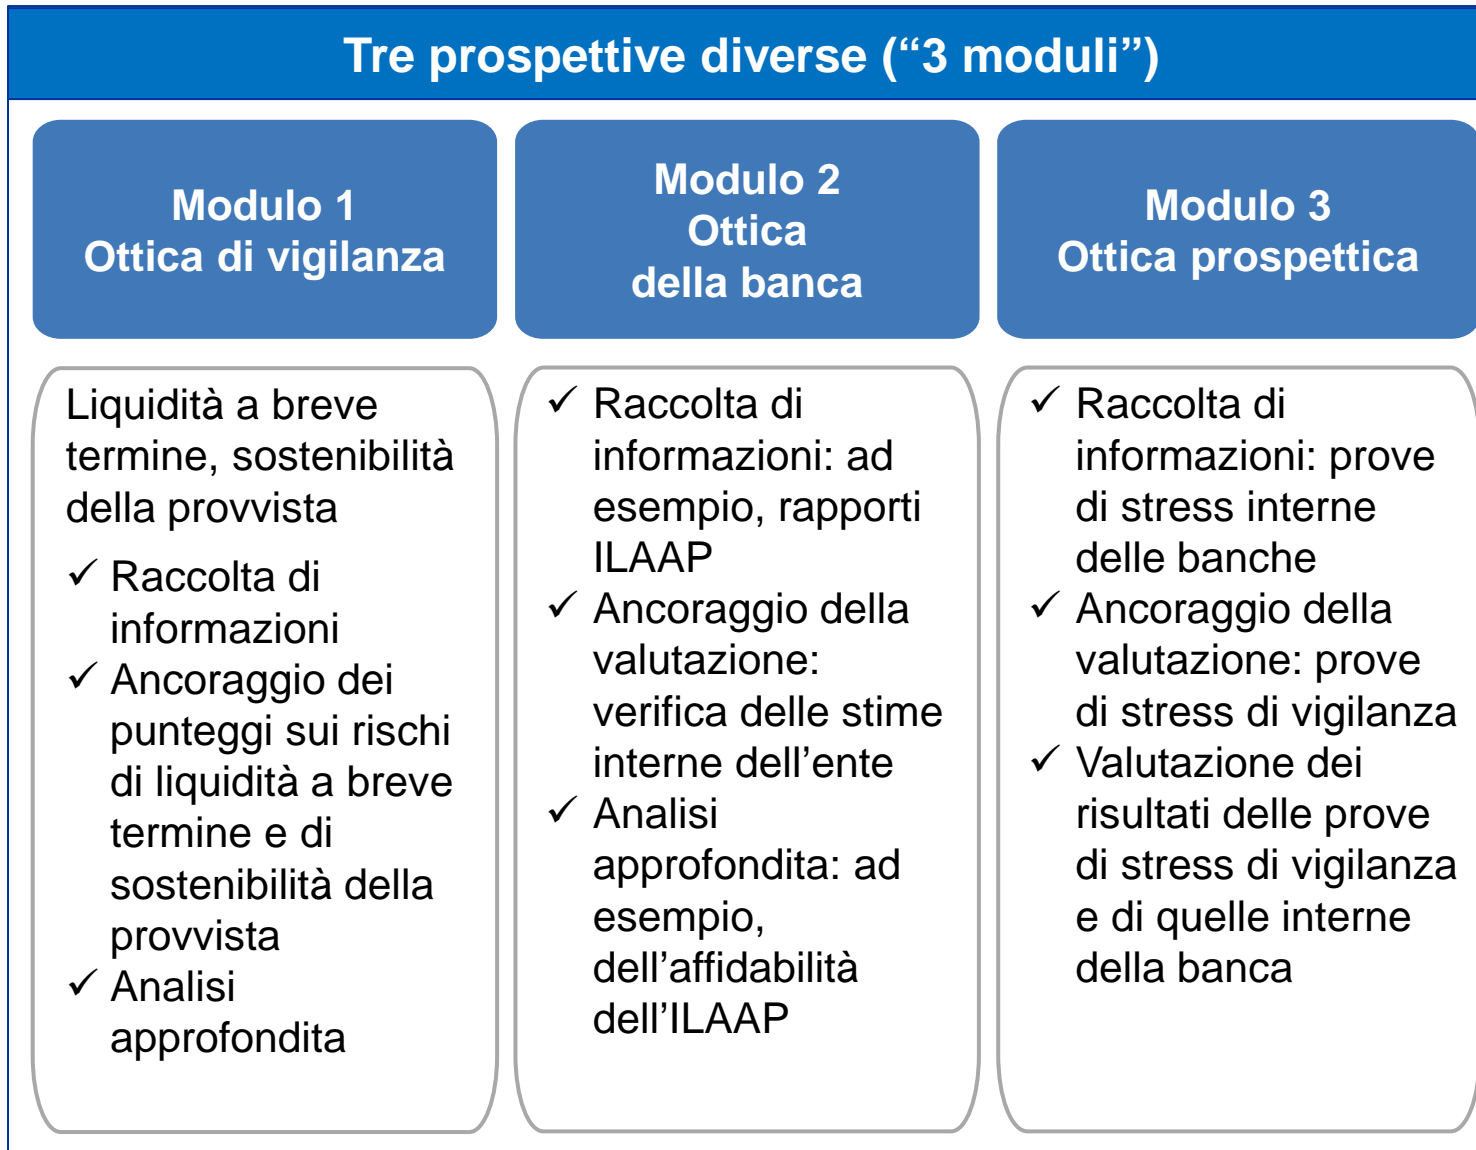 Tre prospettive diverse (“3 moduli”)
Modulo 1
Ottica di vigilanza
Liquidità a breve
termine, sostenibilità
della provvista
✓ Raccolta di
informazioni
✓ Ancoraggio dei
punteggi sui rischi
di liquidità a breve
termine e di
sostenibilità della
provvista
✓ Analisi
approfondita
Modulo 2
Ottica
della banca
✓ Raccolta di
informazioni: ad
esempio, rapporti
ILAAP
✓ Ancoraggio della
valutazione:
verifica delle stime
interne dell’ente
✓ Analisi
approfondita: ad
esempio,
dell’affidabilità
dell’ILAAP
Modulo 3
Ottica prospettica
✓ Raccolta di
informazioni: prove
di stress interne
delle banche
✓ Ancoraggio della
valutazione: prove
di stress di vigilanza
✓ Valutazione dei
risultati delle prove
di stress di vigilanza
e di quelle interne
della banca